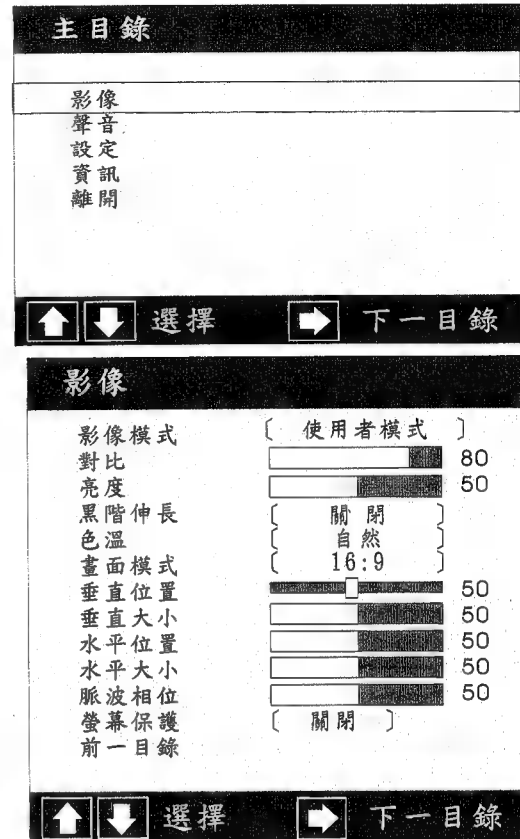 主目錄
影像
聲音
設定
資訊
離開
選擇 下一目錄
影像
影像模式 〔 使用者模式 〕
對比 80
亮度 50
黑階伸長 〔 關閉 〕
色溫 〔 自然 〕
畫面模式 〔 16:9 〕
垂直位置 50
垂直大小 50
水平位置 50
水平大小 50
脈波相位 50
螢幕保護 〔 關閉 〕
前一目錄
選擇 下一目錄